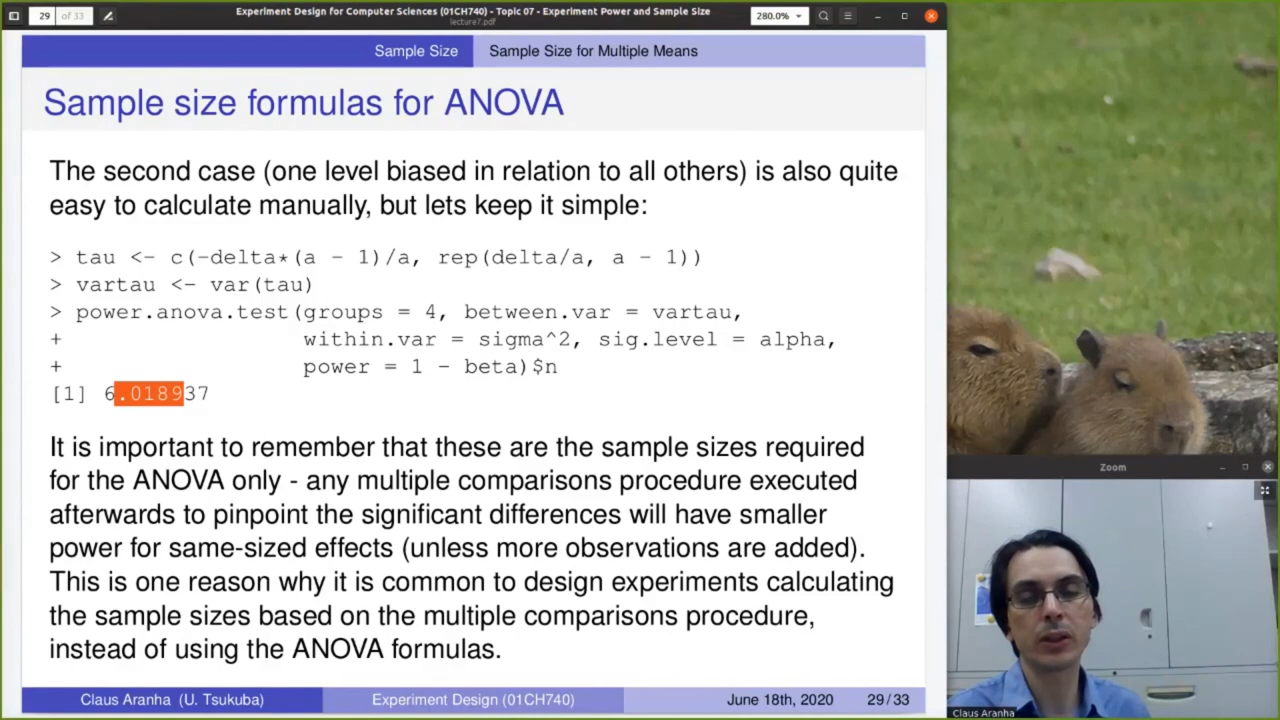 29 of 33
Experiment Design for Computer Sciences (01CH740) - Topic 07 - Experiment Power and Sample Size
lecture7.pdf
280.0%
Sample Size
Sample Size for Multiple Means
Sample size formulas for ANOVA
The second case (one level biased in relation to all others) is also quite
easy to calculate manually, but lets keep it simple:
> tau <- c(-delta*(a - 1)/a, rep(delta/a, a - 1))
> vartau <- var(tau)
> power.anova.test(groups = 4, between.var = vartau,
+ within.var = sigma^2, sig.level = alpha,
+ power = 1 - beta)$n
[1] 6.018937
It is important to remember that these are the sample sizes required
for the ANOVA only - any multiple comparisons procedure executed
afterwards to pinpoint the significant differences will have smaller
power for same-sized effects (unless more observations are added).
This is one reason why it is common to design experiments calculating
the sample sizes based on the multiple comparisons procedure,
instead of using the ANOVA formulas.
Claus Aranha (U. Tsukuba)
Experiment Design (01CH740)
June 18th, 2020
29 / 33
Zoom
Claus Aranha